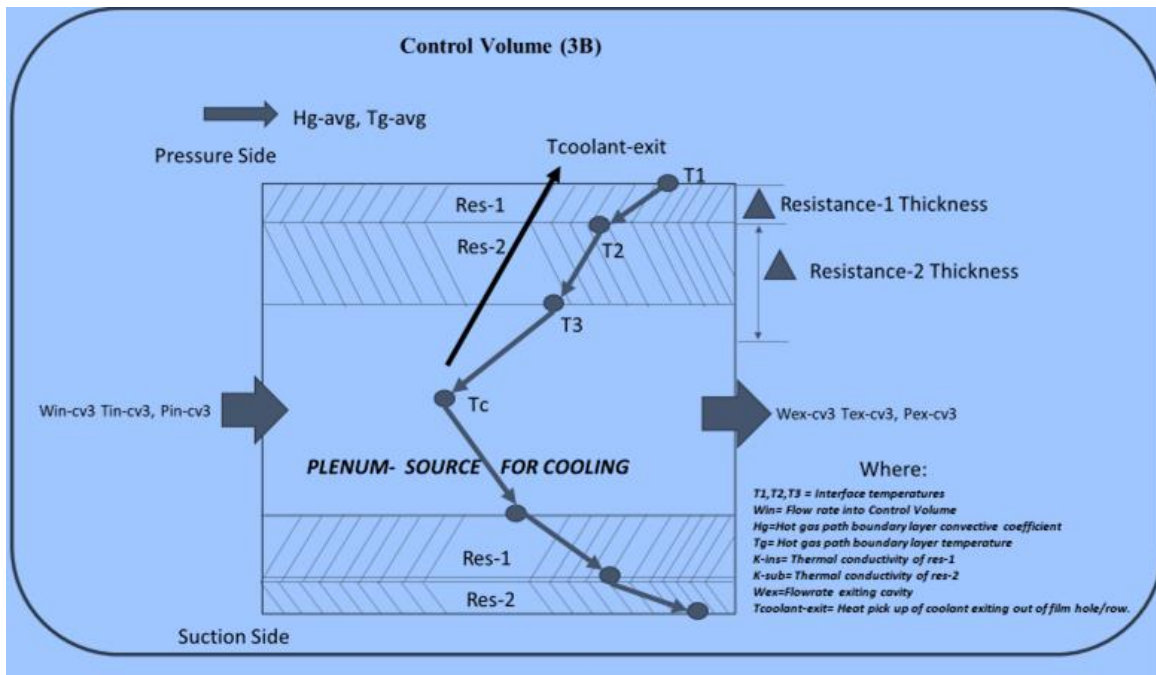 Control Volume (3B)
Hg-avg, Tg-avg
Pressure Side
Tcoolant-exit
T1
Res-1
Resistance-1 Thickness
Res-2
T2
Resistance-2 Thickness
T3
Tc
Win-cv3 Tin-cv3, Pin-cv3
Wex-cv3 Tex-cv3, Pex-cv3
PLENUM- SOURCE FOR COOLING
Where:
T1,T2,T3 = Interface temperatures
Win= Flow rate into Control Volume
Hg=Hot gas path boundary layer convective coefficient
Tg= Hot gas path boundary layer temperature
K-ins= Thermal conductivity of res-1
K-sub= Thermal conductivity of res-2
Wex=Flowrate exiting cavity
Tcoolant-exit= Heat pick up of coolant exiting out of film hole/row.
Res-1
Res-2
Suction Side